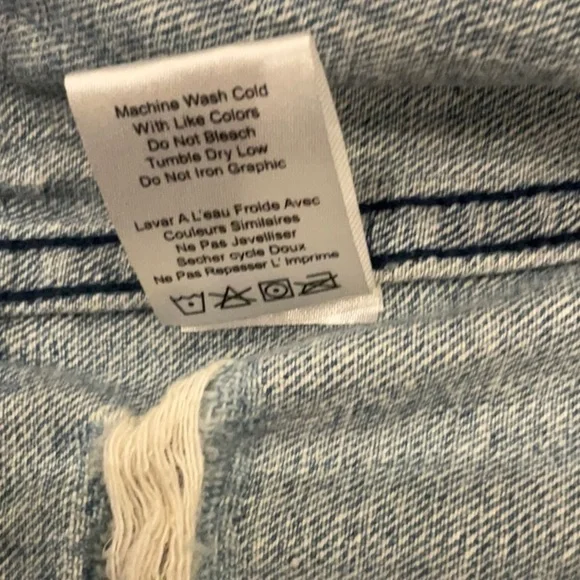 Machine Wash Cold
With Like Colors
Do Not Bleach
Tumble Dry Low
Do Not Iron Graphic
Lavar A L'eau Froide Avec
Couleurs Similaires
Ne Pas Javelliser
Secher cycle Doux
Ne Pas Repasser L' Imprime